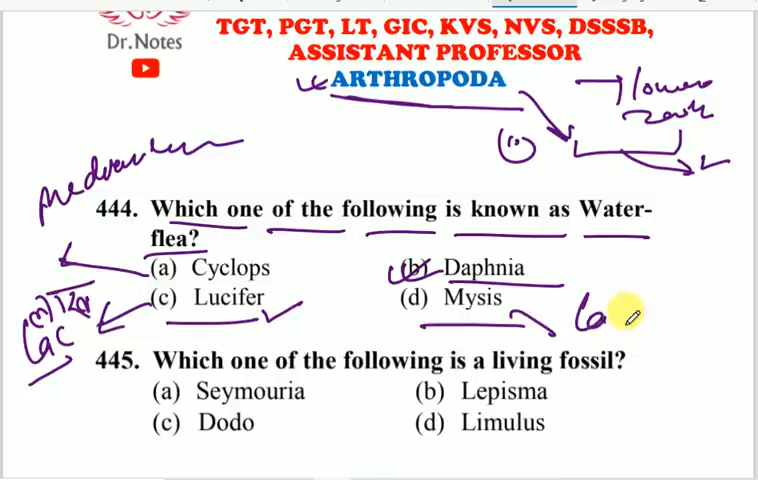 Dr.Notes
TGT, PGT, LT, GIC, KVS, NVS, DSSSB,
ASSISTANT PROFESSOR
ARTHROPODA
lower
444. Which one of the following is known as Water-
flea?
(a) Cyclops (b) Daphnia
(c) Lucifer (d) Mysis
445. Which one of the following is a living fossil?
(a) Seymouria (b) Lepisma
(c) Dodo (d) Limulus